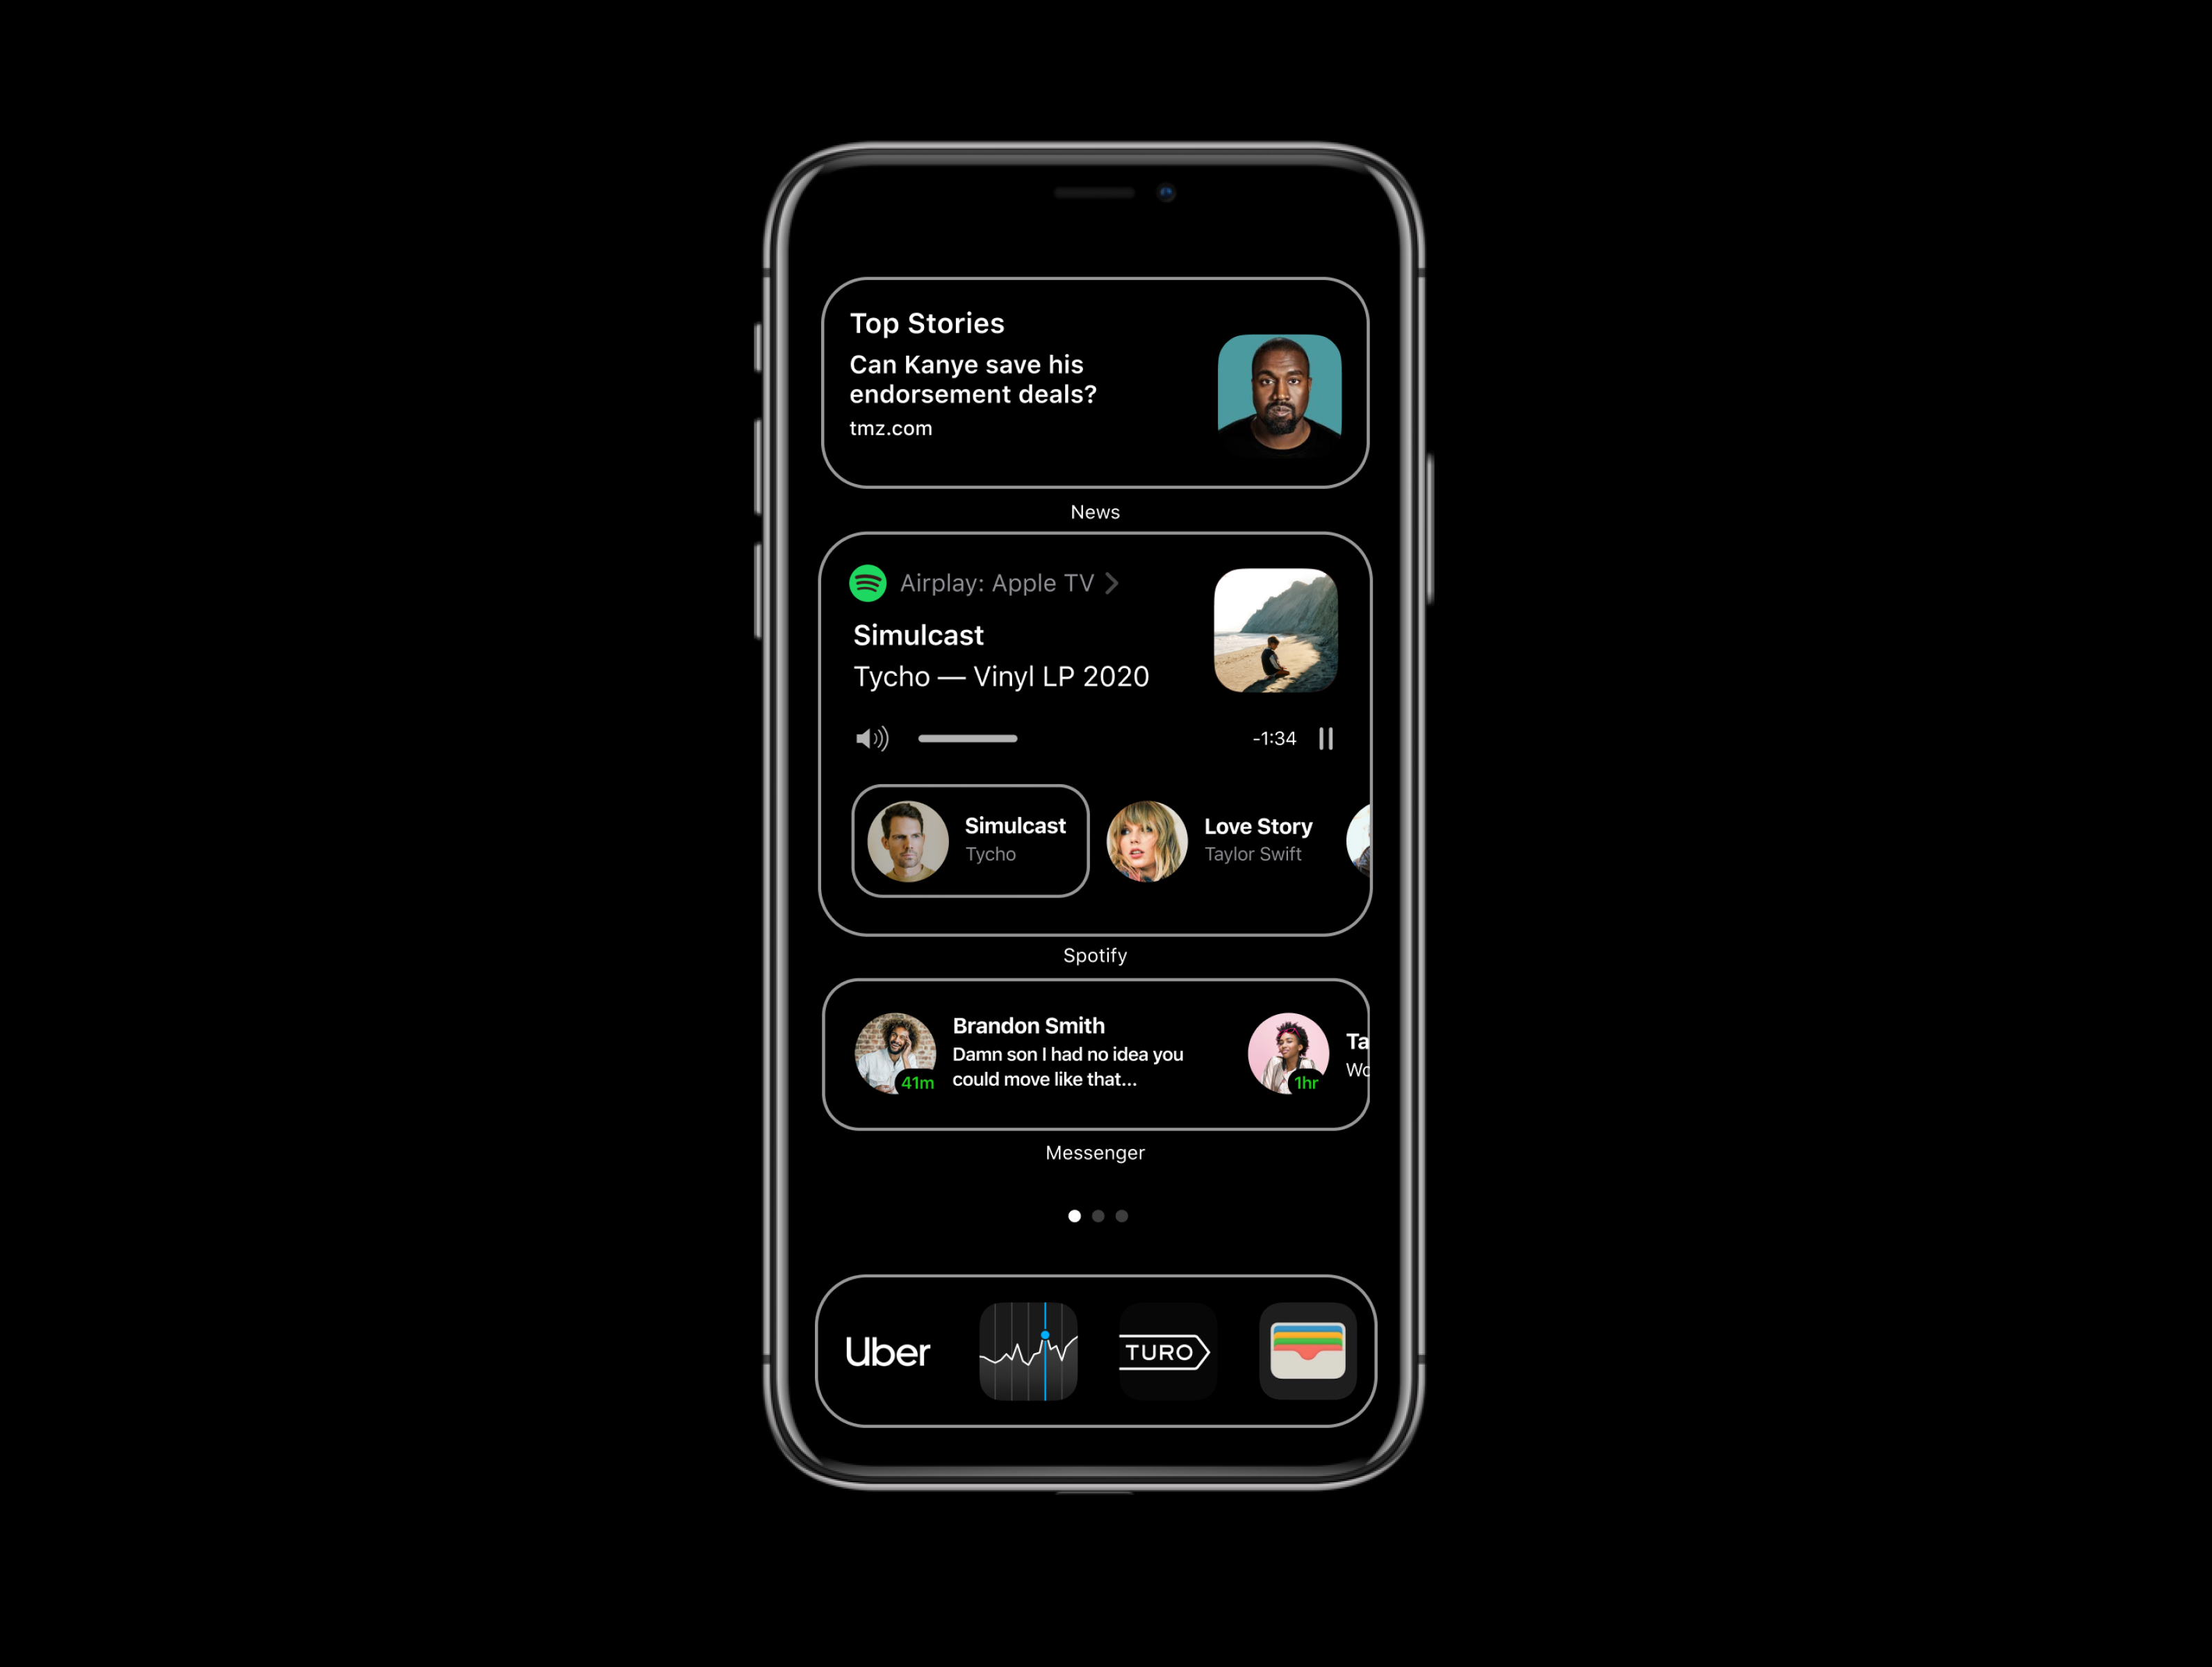 Top Stories
Can Kanye save his
endorsement deals?
tmz.com
News
Airplay: Apple TV
Simulcast
Tycho — Vinyl LP 2020
-1:34
Simulcast
Tycho
Love Story
Taylor Swift
Spotify
Brandon Smith
Damn son I had no idea you
could move like that...
41m
1hr
Ta
Wo
Messenger
Uber
TURO